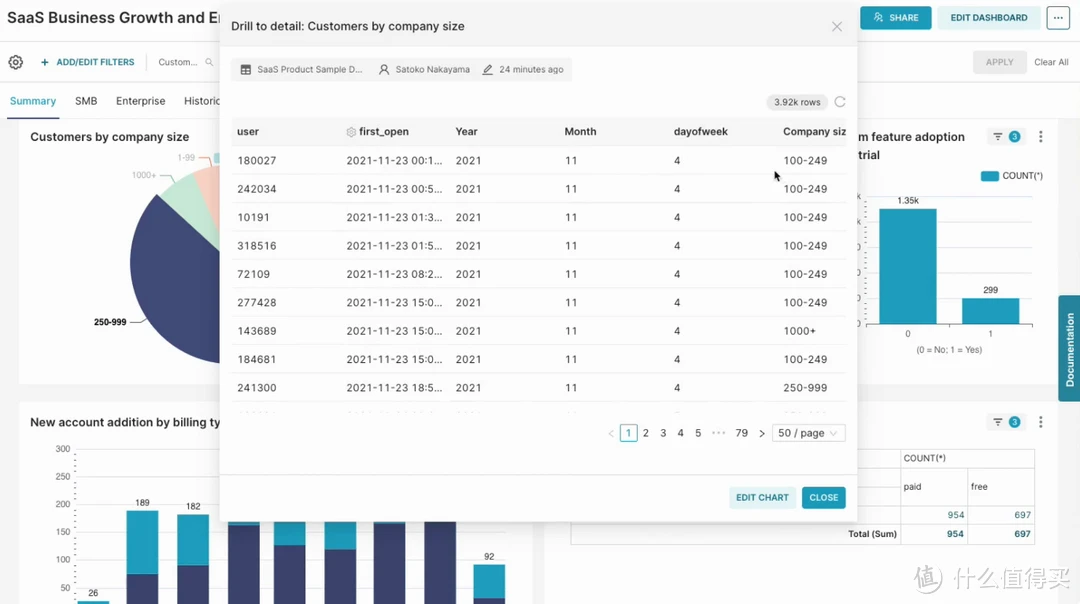 SaaS Business Growth and
SHARE
EDIT DASHBOARD
...
+ ADD/EDIT FILTERS
Custom...
APPLY
Clear All
Summary
SMB
Enterprise
Customers by company size
1-99
1000+
250-999
Drill to detail: Customers by company size
SaaS Product Sample D...
Satoko Nakayama
24 minutes ago
3.92k rows
user first_open Year Month dayofweek Company siz
180027 2021-11-23 00:1... 2021 11 4 100-249
242034 2021-11-23 00:5... 2021 11 4 100-249
10191 2021-11-23 01:3... 2021 11 4 100-249
318516 2021-11-23 01:5... 2021 11 4 100-249
72109 2021-11-23 08:2... 2021 11 4 100-249
277428 2021-11-23 15:0... 2021 11 4 100-249
143689 2021-11-23 15:0... 2021 11 4 1000+
184681 2021-11-23 15:0... 2021 11 4 100-249
241300 2021-11-23 18:5... 2021 11 4 250-999
< 1 2 3 4 5 ••• 79 > 50 / page
EDIT CHART
CLOSE
m feature adoption
trial
3
COUNT(*)
1.35k
299
0
1
(0 = No; 1 = Yes)
Documentation
New account addition by billing ty
300
250
200
150
100
50
26
189
182
92
3
COUNT(*)
paid free
954 697
Total (Sum) 954 697
值 什么值得买